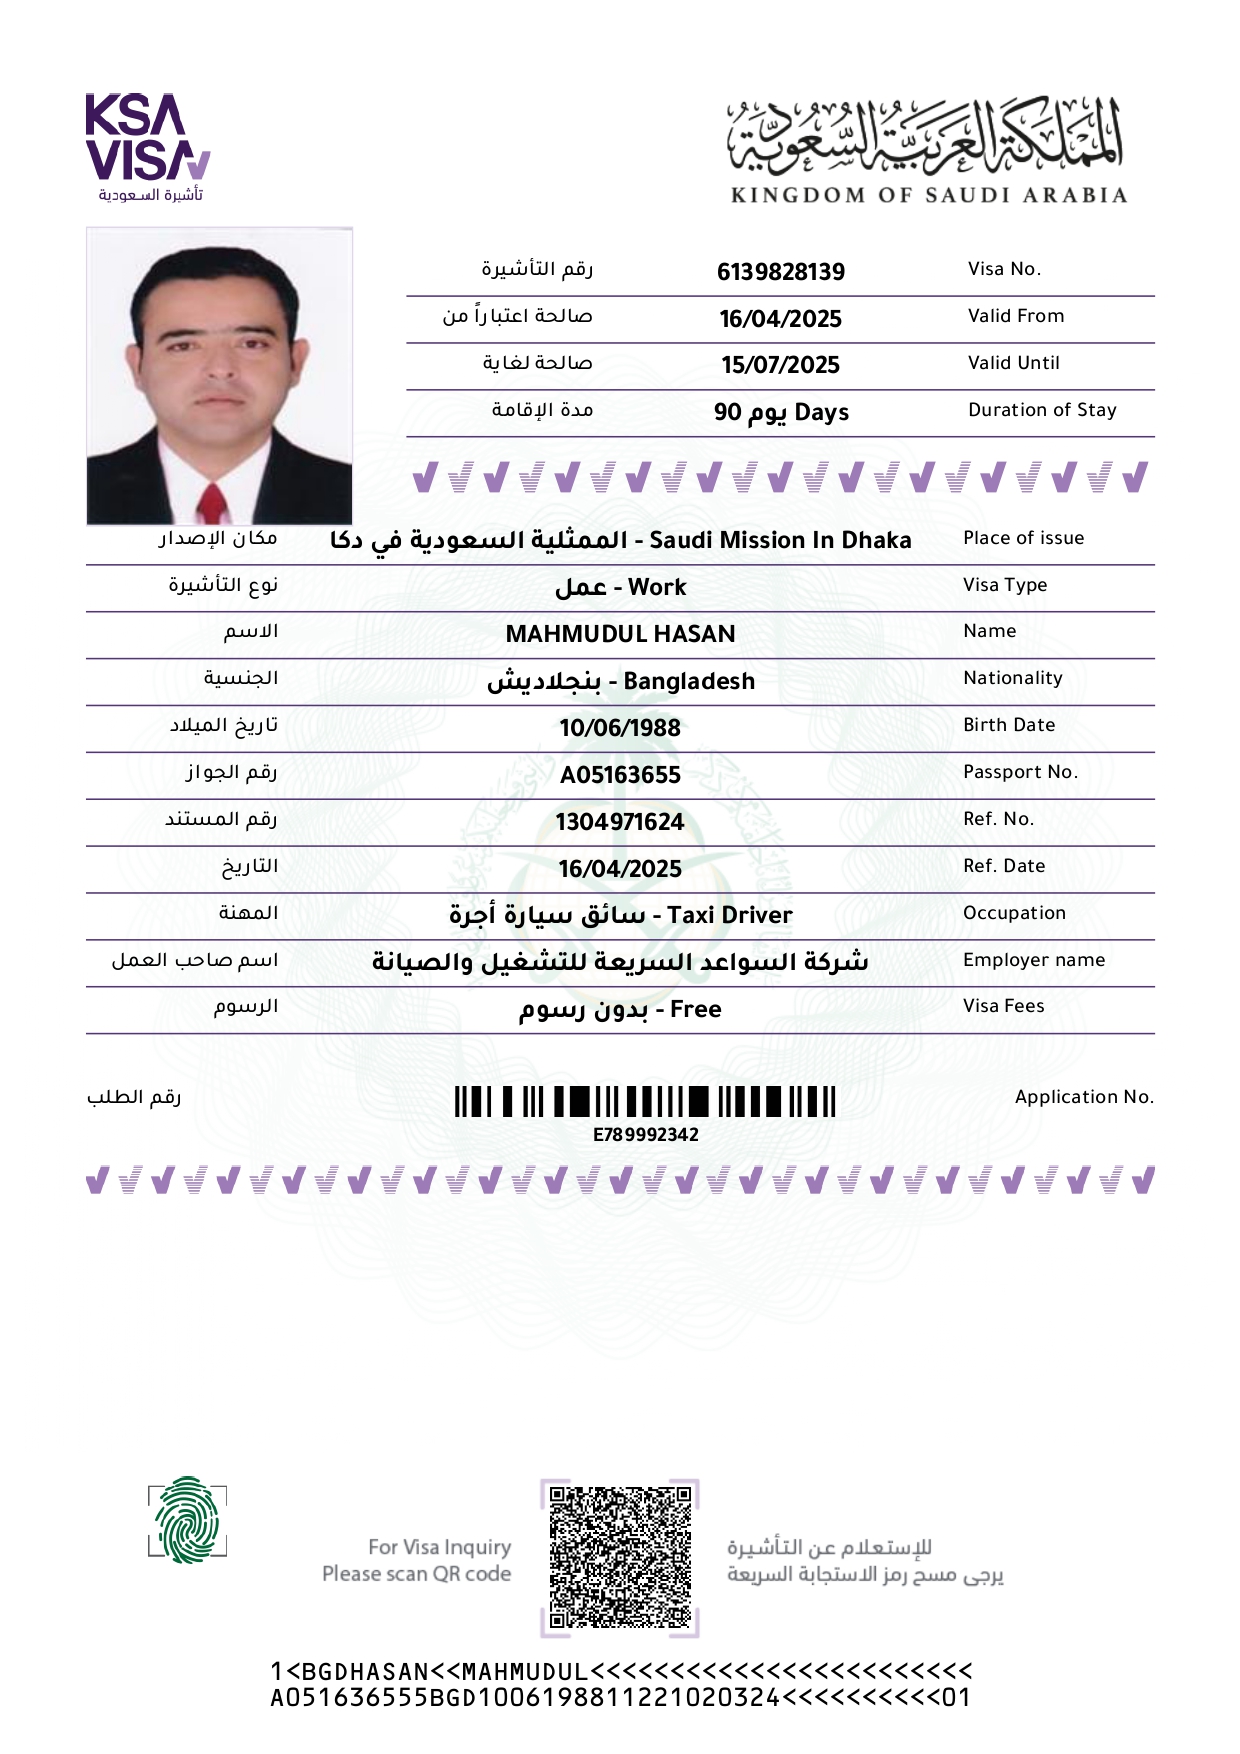 KSA
VISA
تأشيرة السعودية
المملكة العربية السعودية
KINGDOM OF SAUDI ARABIA
رقم التأشيرة 6139828139 Visa No.
صالحة اعتباراً من 16/04/2025 Valid From
صالحة لغاية 15/07/2025 Valid Until
مدة الإقامة 90 يوم Days Duration of Stay
مكان الإصدار الممثلية السعودية في دكا - Saudi Mission In Dhaka Place of issue
نوع التأشيرة عمل - Work Visa Type
الاسم MAHMUDUL HASAN Name
الجنسية بنجلاديش - Bangladesh Nationality
تاريخ الميلاد 10/06/1988 Birth Date
رقم الجواز A05163655 Passport No.
رقم المستند 1304971624 Ref. No.
التاريخ 16/04/2025 Ref. Date
المهنة سائق سيارة أجرة - Taxi Driver Occupation
اسم صاحب العمل شركة السواعد السريعة للتشغيل والصيانة Employer name
الرسوم بدون رسوم - Free Visa Fees
رقم الطلب Application No.
E789992342
For Visa Inquiry للإستعلام عن التأشيرة
Please scan QR code يرجى مسح رمز الاستجابة السريعة
1<BGDHASAN<<MAHMUDUL<<<<<<<<<<<<<<<<<<<<<<<<
A051636555BGD1006198811221020324<<<<<<<<<<01